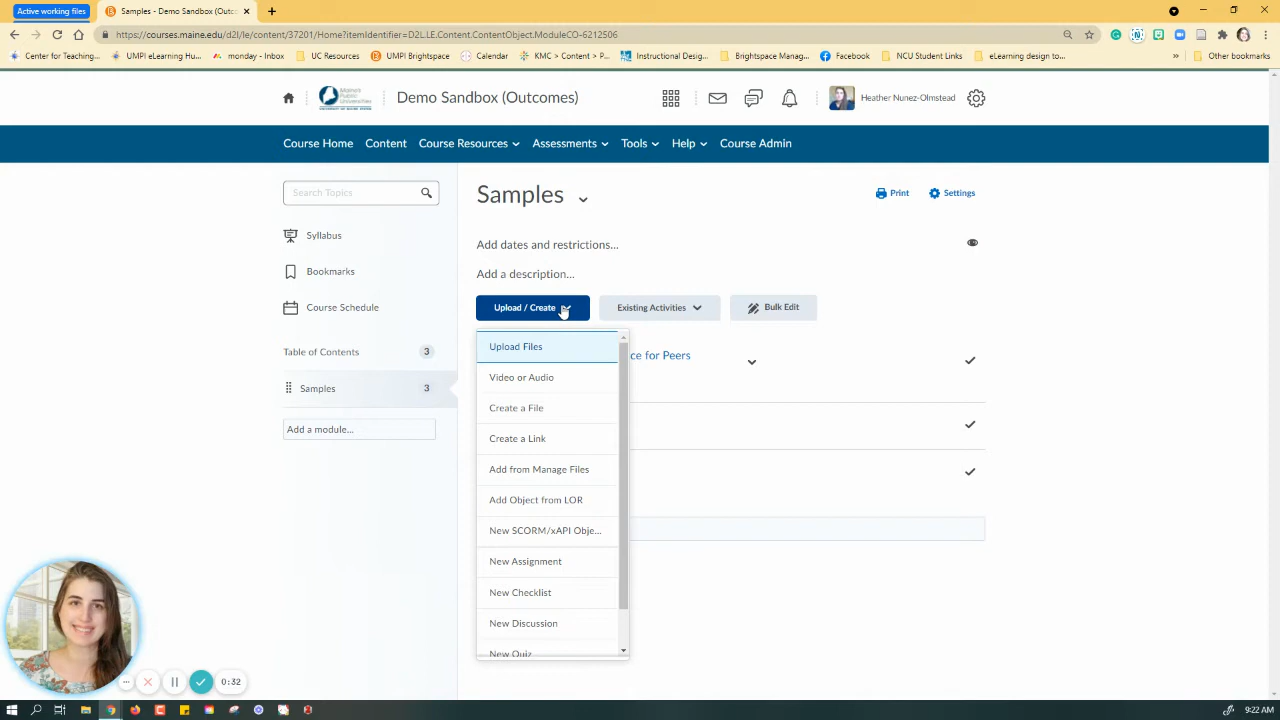 Active working files
Samples - Demo Sandbox (Outcomes)
https://courses.maine.edu/d2l/le/content/37201/Home?itemIdentifier=D2L.LE.Content.ContentObject.ModuleCO-6212506
Center for Teaching
UMPI eLearning Hu...
monday - Inbox
UC Resources
UMPI Brightspace
Calendar
KMC > Content > P...
Instructional Desig...
Brightspace Manag...
Facebook
NCU Student Links
eLearning design to...
»
Other bookmarks
Demo Sandbox (Outcomes)
Heather Nunez-Olmstead
Course Home
Content
Course Resources
Assessments
Tools
Help
Course Admin
Search Topics
Syllabus
Bookmarks
Course Schedule
Table of Contents 3
Samples 3
Add a module...
Samples
Print
Settings
Add dates and restrictions...
Add a description...
Upload / Create
Existing Activities
Bulk Edit
Upload Files
Video or Audio
Create a File
Create a Link
Add from Manage Files
Add Object from LOR
New SCORM/xAPI Obje...
New Assignment
New Checklist
New Discussion
New Quiz
ce for Peers
0:32
9:22 AM